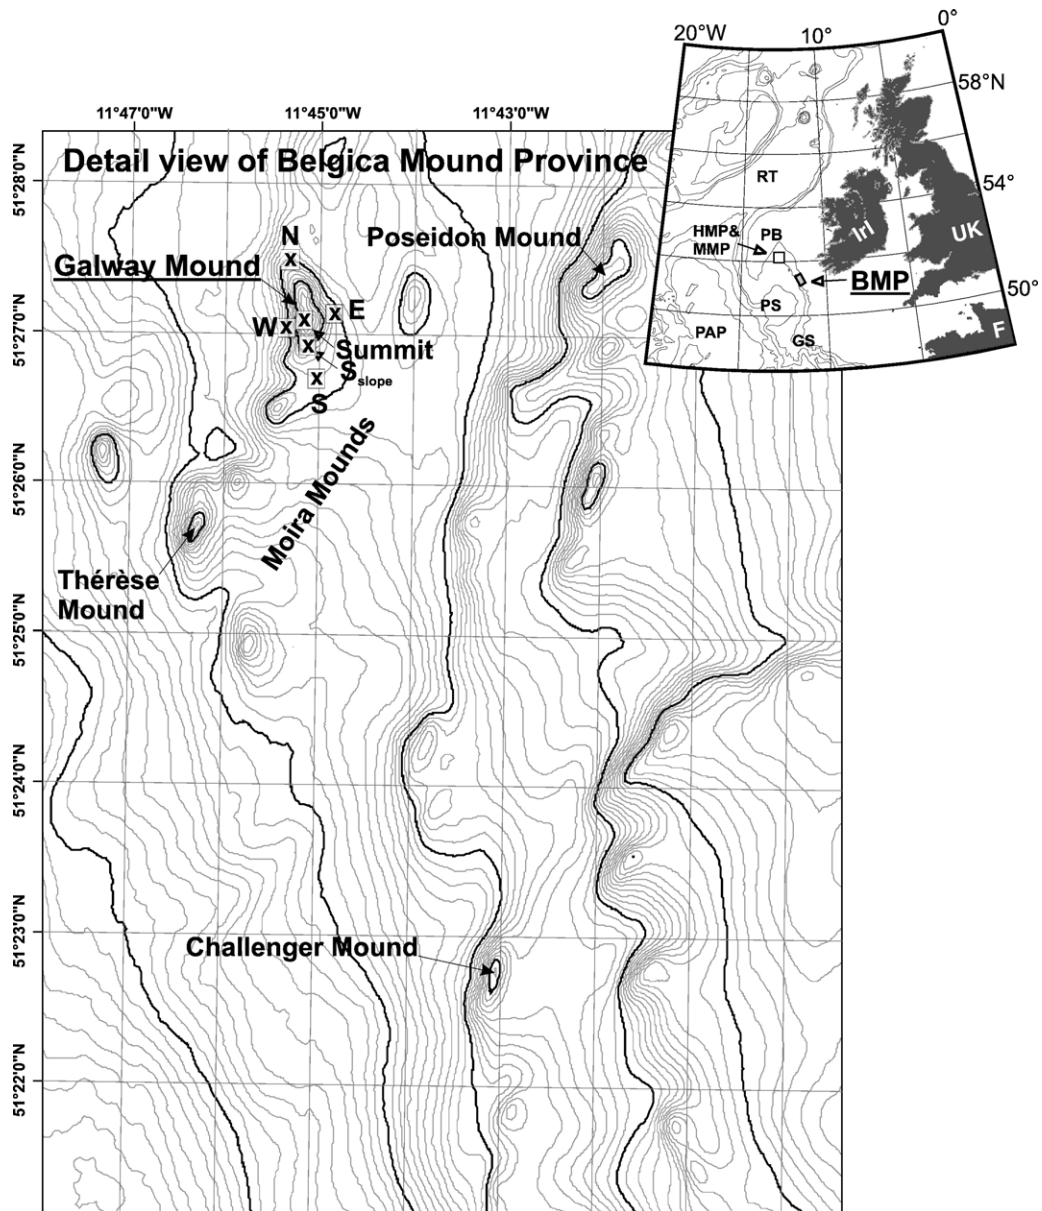 20°W
10°
0°
58°N
54°
50°
RT
HMP&
MMP
PB
Irl
UK
BMP
PS
PAP
GS
F
11°47'0"W
11°45'0"W
11°43'0"W
Detail view of Belgica Mound Province
51°28'0"N
51°27'0"N
51°26'0"N
51°25'0"N
51°24'0"N
51°23'0"N
51°22'0"N
N
Poseidon Mound
Galway Mound
X
X
E
W
X
X
X
Summit
S slope
X
S
Moira Mounds
Thérèse
Mound
Challenger Mound